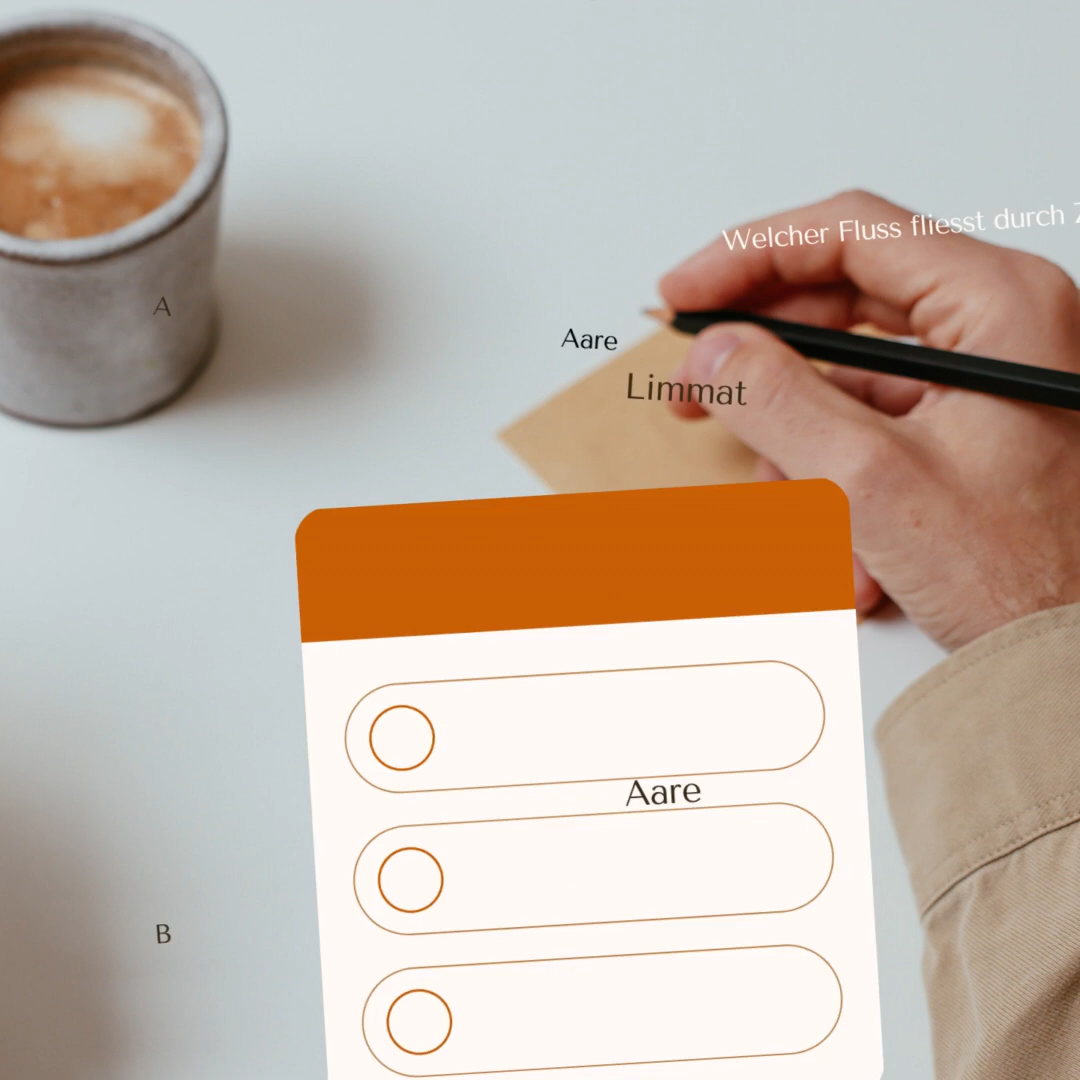 Welcher Fluss fliesst durch
A
Aare
Limmat
Aare
B